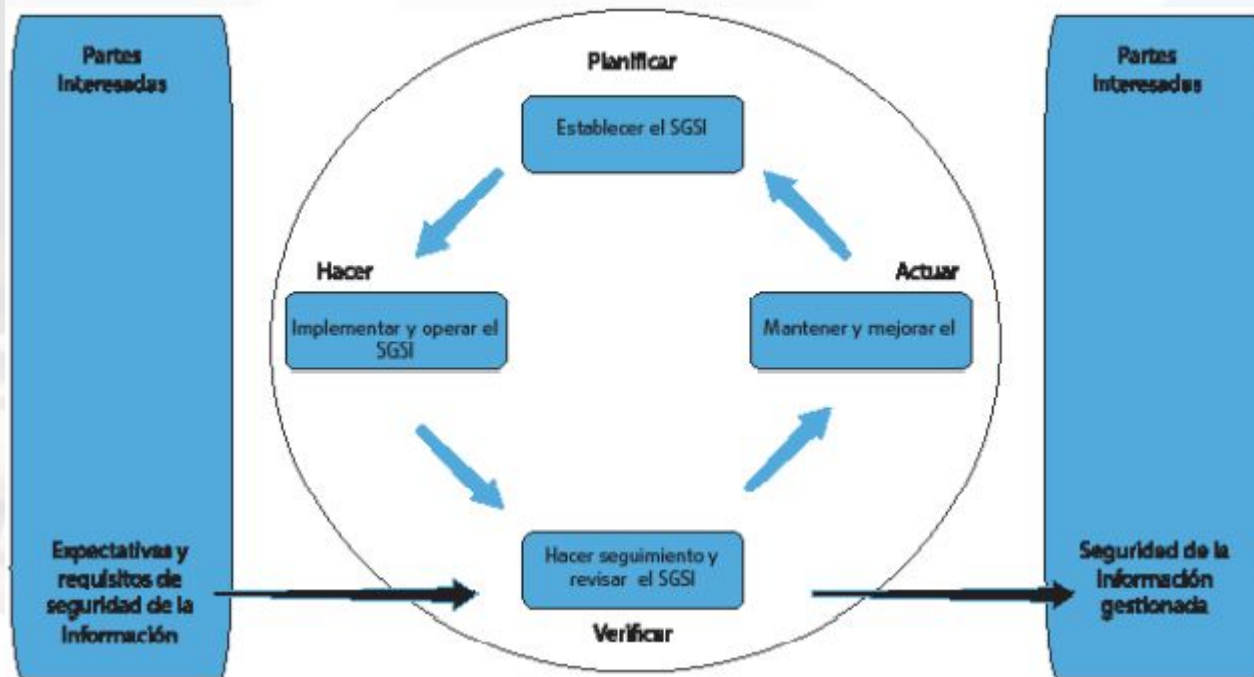 Partes
Interesadas
Expectativas y
requisitos de
seguridad de la
Información
Planificar
Establecer el SGSI
Hacer
Implementar y operar el
SGSI
Actuar
Mantener y mejorar el
Hacer seguimiento y
revisar el SGSI
Verificar
Partes
Interesadas
Seguridad de la
Información
gestionada